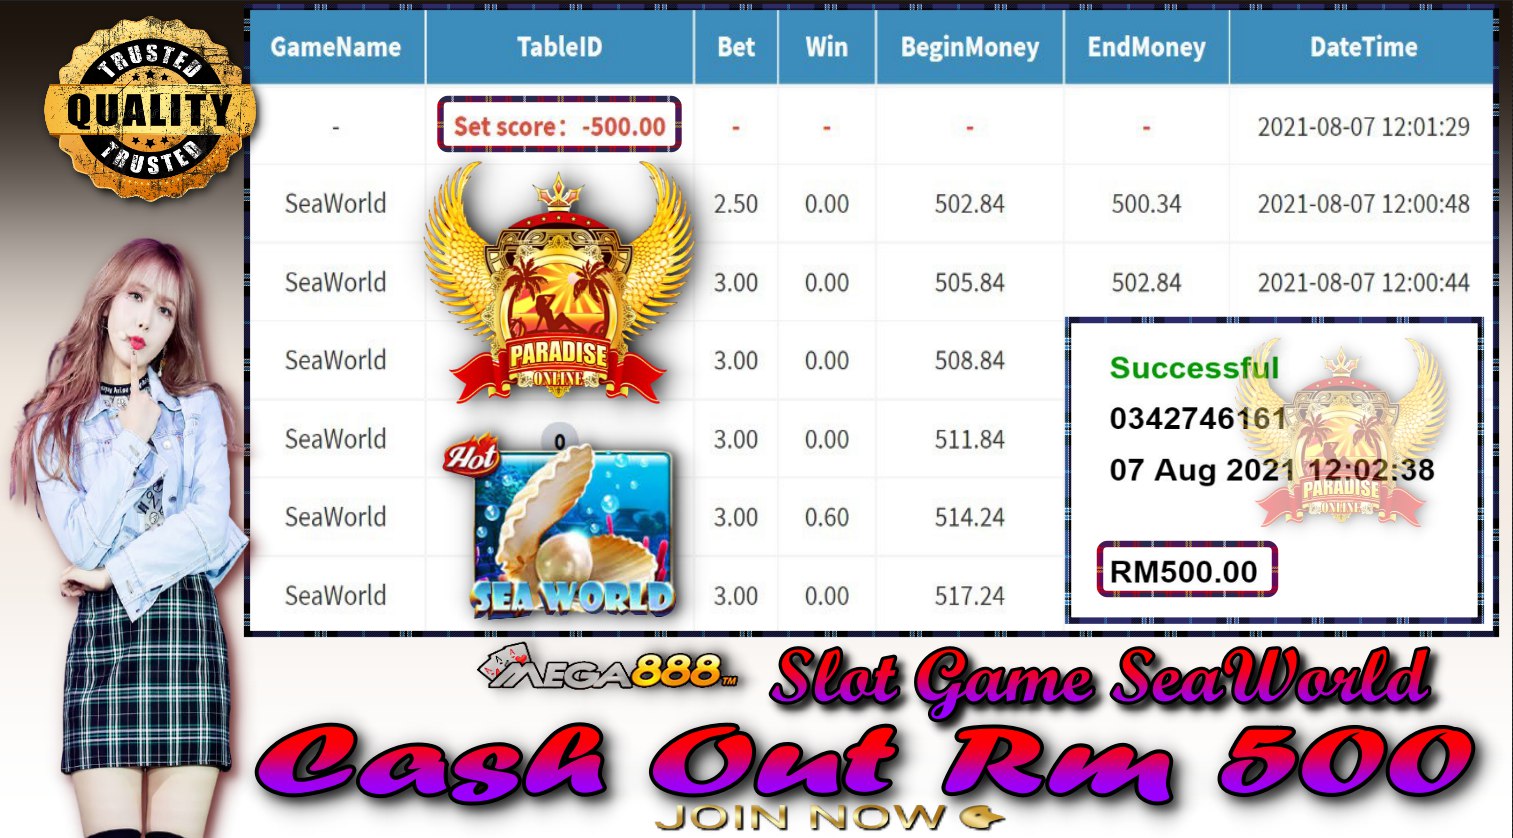 TRUSTED
QUALITY
TRUSTED
GameName TableID Bet Win BeginMoney EndMoney DateTime
- Set score: -500.00 - - - - 2021-08-07 12:01:29
SeaWorld 2.50 0.00 502.84 500.34 2021-08-07 12:00:48
SeaWorld 3.00 0.00 505.84 502.84 2021-08-07 12:00:44
SeaWorld 3.00 0.00 508.84
SeaWorld 0 3.00 0.00 511.84
SeaWorld 3.00 0.60 514.24
SeaWorld 3.00 0.00 517.24
PARADISE
ONLINE
Hot
SEA WORLD
Successful
0342746161
07 Aug 2021 12:02:38
PARADISE
ONLINE
RM500.00
MEGA888 TM
Slot Game SeaWorld
Cash Out Rm 500
JOIN NOW